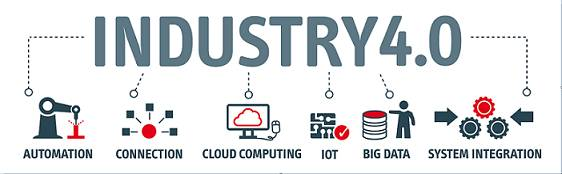 INDUSTRY4.0
AUTOMATION
CONNECTION
CLOUD COMPUTING
IOT
BIG DATA
SYSTEM INTEGRATION